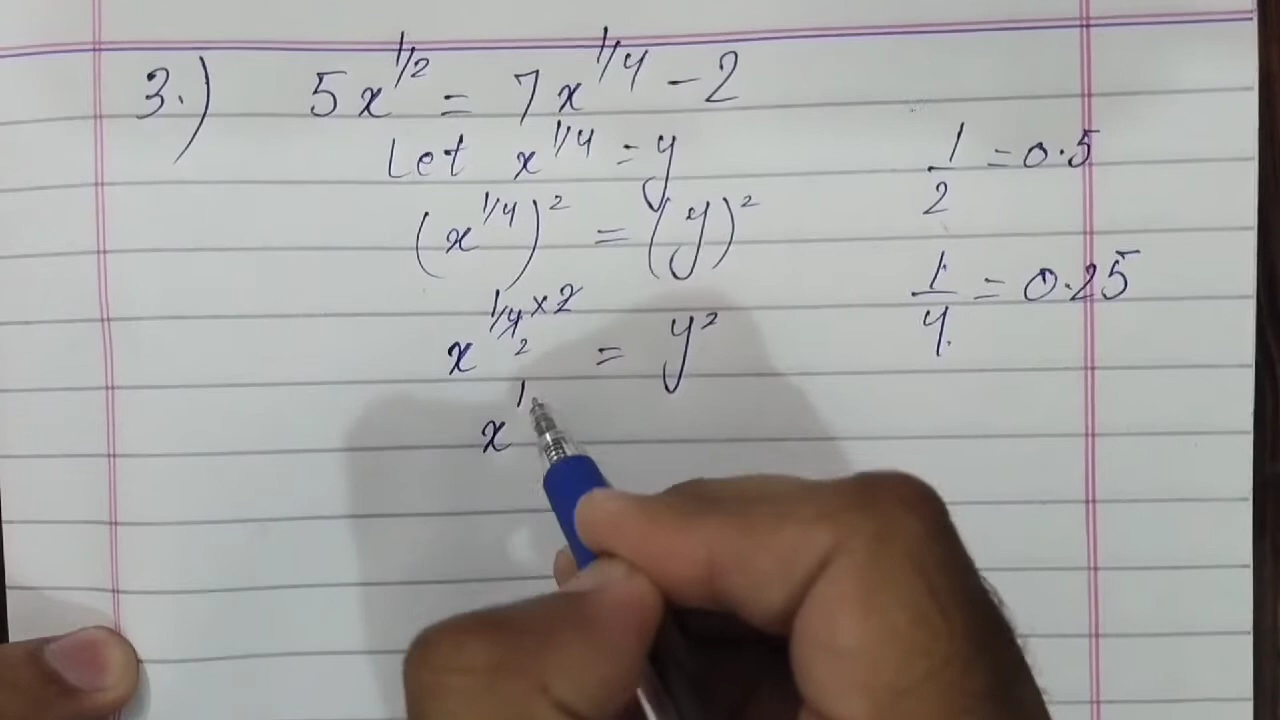 3.) 5x^{1/2} = 7x^{1/4} - 2
Let x^{1/4} = y
1/2 = 0.5
(x^{1/4})^2 = (y)^2
1/4 = 0.25
x^{1/4 × 2} = y^2
2
x^1